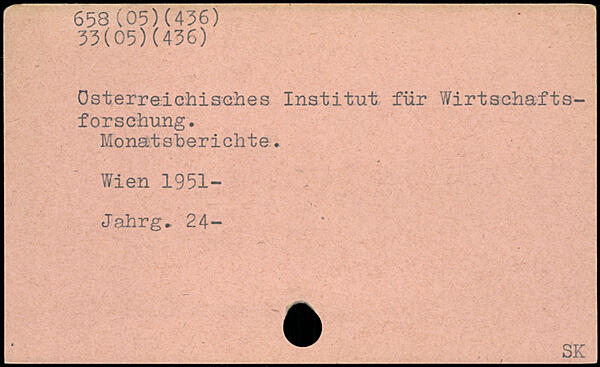 658(05)(436)
33(05)(436)
Österreichisches Institut für Wirtschafts-
forschung.
Monatsberichte.
Wien 1951-
Jahrg. 24-
SK